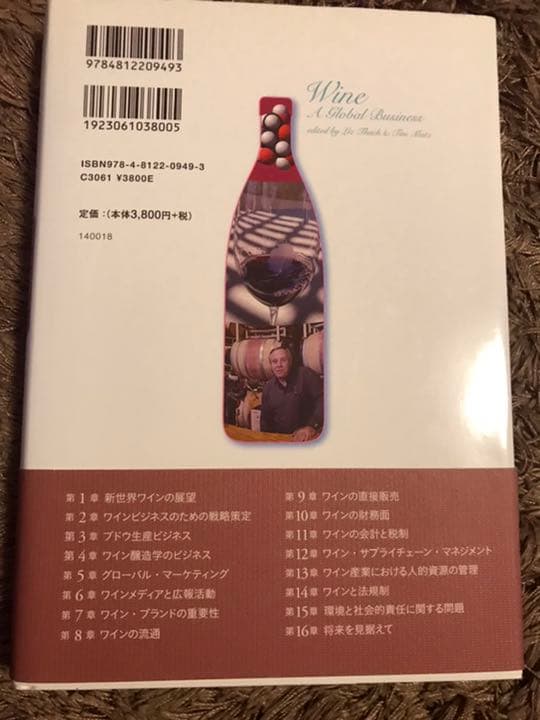 9784812209493
1923061038005
ISBN978-4-8122-0949-3
C3061 ¥3800E
定価:(本体3,800円+税)
140018
Wine
A Global Business
edited by Liz Thach & Tim Matz
第1章 新世界ワインの展望
第2章 ワインビジネスのための戦略策定
第3章 ブドウ生産ビジネス
第4章 ワイン醸造学のビジネス
第5章 グローバル・マーケティング
第6章 ワインメディアと広報活動
第7章 ワイン・ブランドの重要性
第8章 ワインの流通
第9章 ワインの直接販売
第10章 ワインの財務面
第11章 ワインの会計と税制
第12章 ワイン・サプライチェーン・マネジメント
第13章 ワイン産業における人的資源の管理
第14章 ワインと法規制
第15章 環境と社会的責任に関する問題
第16章 将来を見据えて